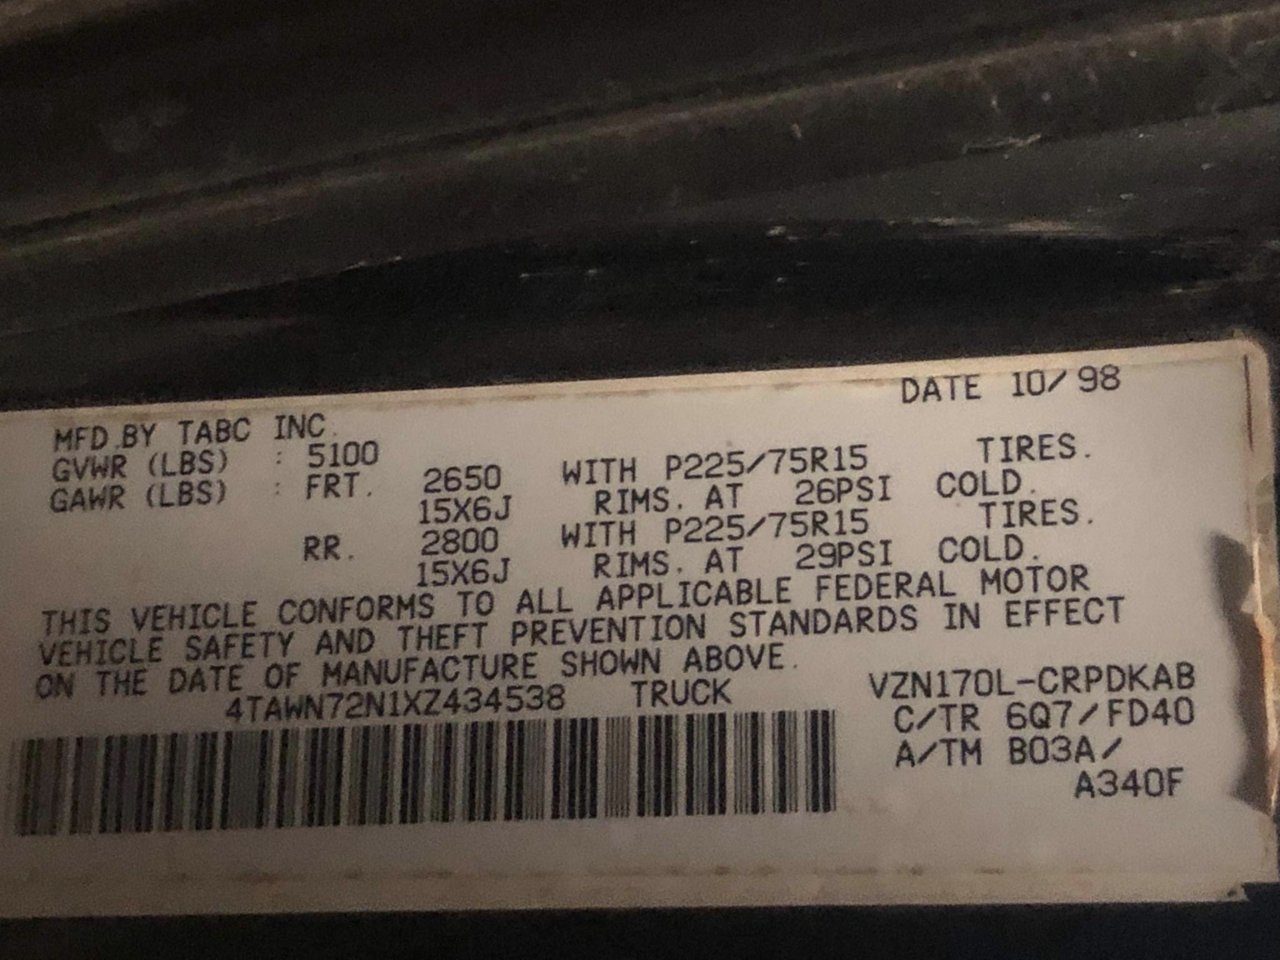 DATE 10/98
MFD.BY TABC INC.
GVWR (LBS) : 5100
GAWR (LBS) : FRT. 2650 WITH P225/75R15 TIRES.
15X6J RIMS. AT 26PSI COLD.
RR. 2800 WITH P225/75R15 TIRES.
15X6J RIMS. AT 29PSI COLD.
THIS VEHICLE CONFORMS TO ALL APPLICABLE FEDERAL MOTOR
VEHICLE SAFETY AND THEFT PREVENTION STANDARDS IN EFFECT
ON THE DATE OF MANUFACTURE SHOWN ABOVE.
4TAWN72N1XZ434538 TRUCK VZN170L-CRPDKAB
C/TR 6Q7/FD40
A/TM B03A/
A340F